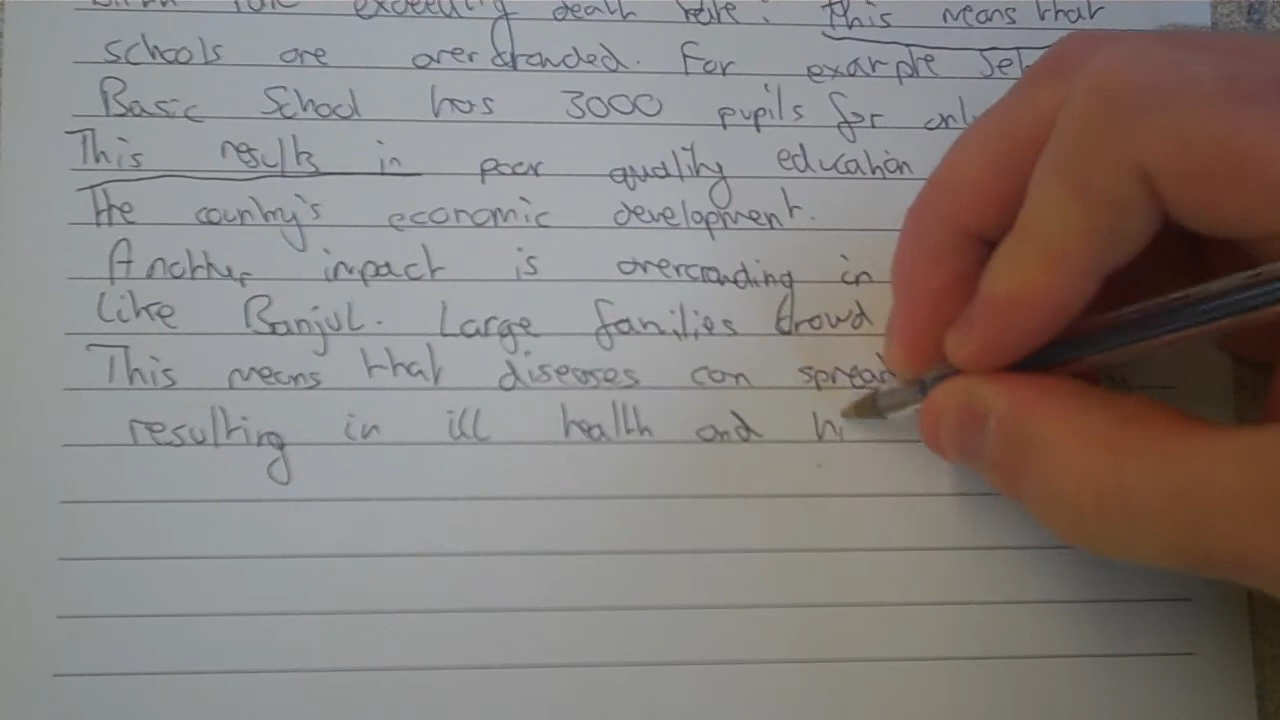 exceeding death rate. This means that
schools are overcrowded. For example
Basic School has 3000 pupils for
This results in poor quality education
the country's economic development.
Another impact is overcrowding in
like Banjul. Large families crowd
This means that diseases can spread
resulting in ill health and